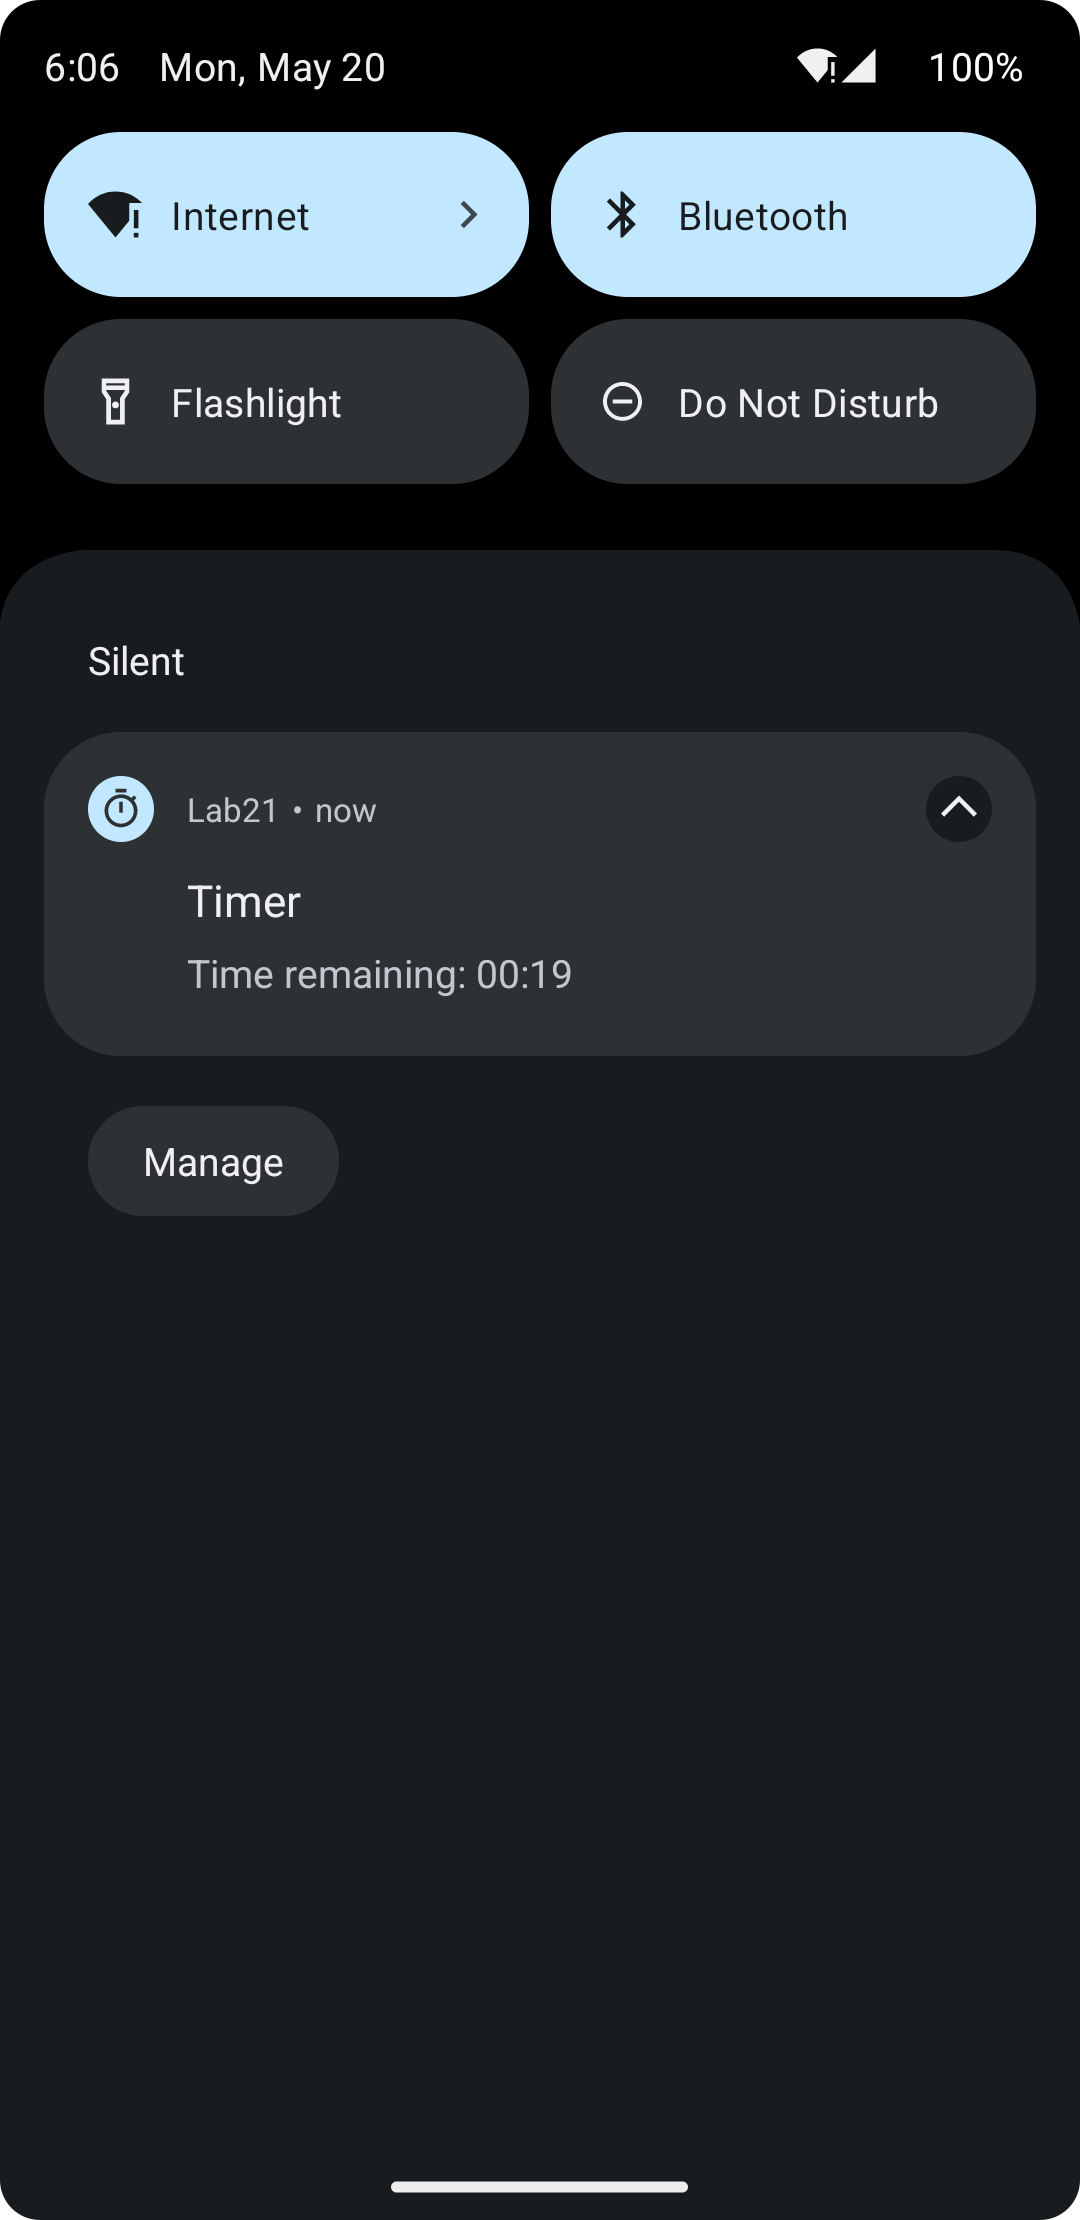 6:06 Mon, May 20 100%
Internet
Bluetooth
Flashlight
Do Not Disturb
Silent
Lab21 • now
Timer
Time remaining: 00:19
Manage